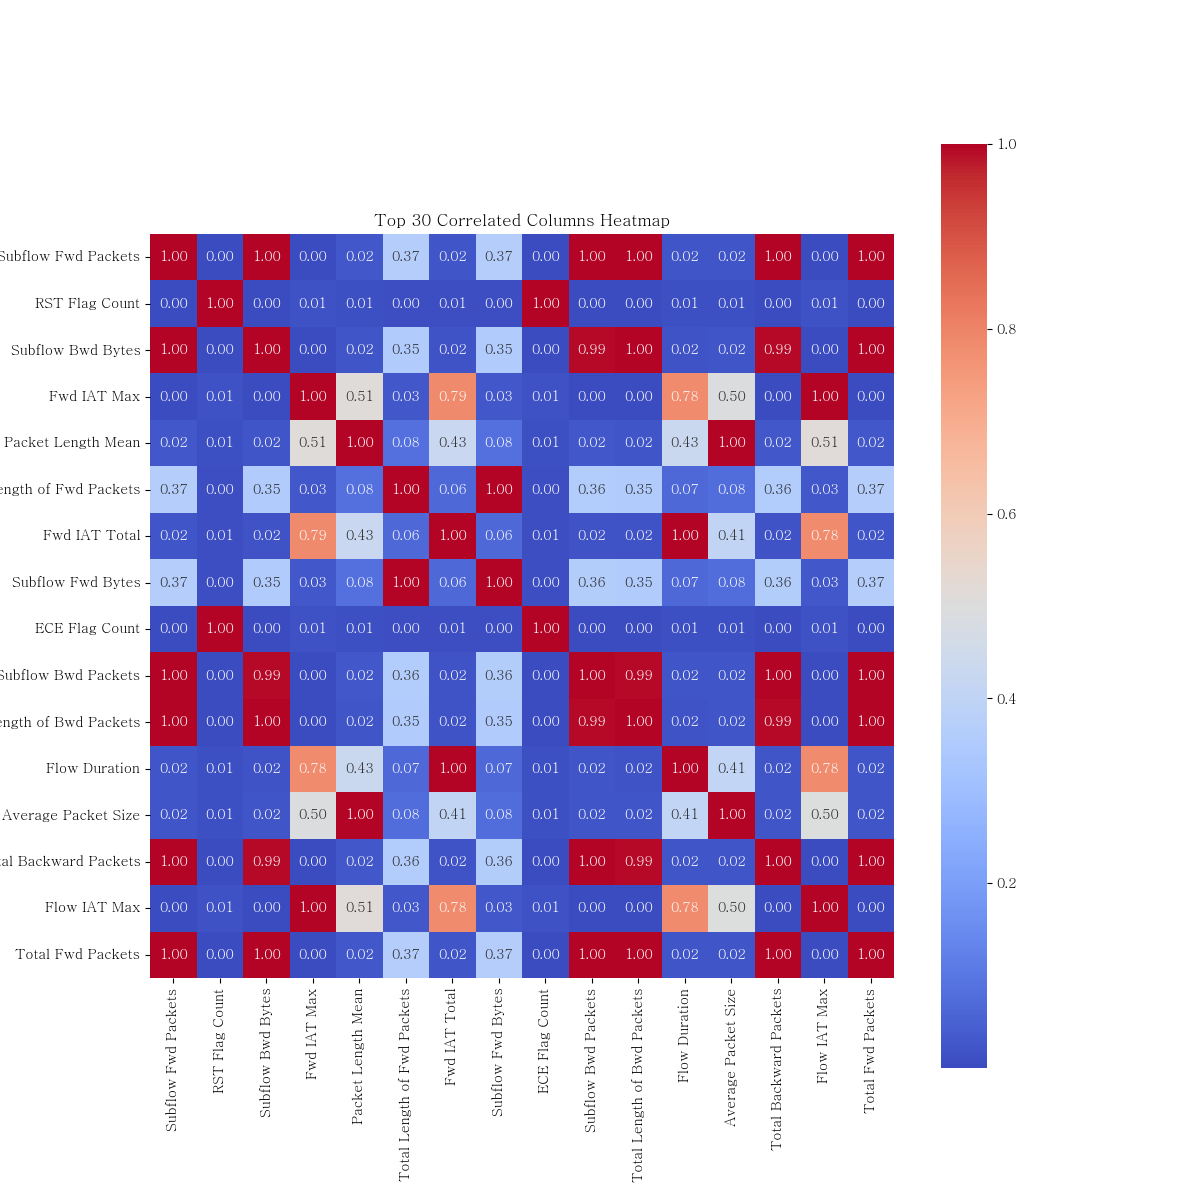 Top 30 Correlated Columns Heatmap
Subflow Fwd Packets 1.00 0.00 1.00 0.00 0.02 0.37 0.02 0.37 0.00 1.00 1.00 0.02 0.02 1.00 0.00 1.00
RST Flag Count 0.00 1.00 0.00 0.01 0.01 0.00 0.01 0.00 1.00 0.00 0.00 0.01 0.01 0.00 0.01 0.00
Subflow Bwd Bytes 1.00 0.00 1.00 0.00 0.02 0.35 0.02 0.35 0.00 0.99 1.00 0.02 0.02 0.99 0.00 1.00
Fwd IAT Max 0.00 0.01 0.00 1.00 0.51 0.03 0.79 0.03 0.01 0.00 0.00 0.78 0.50 0.00 1.00 0.00
Packet Length Mean 0.02 0.01 0.02 0.51 1.00 0.08 0.43 0.08 0.01 0.02 0.02 0.43 1.00 0.02 0.51 0.02
ength of Fwd Packets 0.37 0.00 0.35 0.03 0.08 1.00 0.06 1.00 0.00 0.36 0.35 0.07 0.08 0.36 0.03 0.37
Fwd IAT Total 0.02 0.01 0.02 0.79 0.43 0.06 1.00 0.06 0.01 0.02 0.02 1.00 0.41 0.02 0.78 0.02
Subflow Fwd Bytes 0.37 0.00 0.35 0.03 0.08 1.00 0.06 1.00 0.00 0.36 0.35 0.07 0.08 0.36 0.03 0.37
ECE Flag Count 0.00 1.00 0.00 0.01 0.01 0.00 0.01 0.00 1.00 0.00 0.00 0.01 0.01 0.00 0.01 0.00
Subflow Bwd Packets 1.00 0.00 0.99 0.00 0.02 0.36 0.02 0.36 0.00 1.00 0.99 0.02 0.02 1.00 0.00 1.00
ength of Bwd Packets 1.00 0.00 1.00 0.00 0.02 0.35 0.02 0.35 0.00 0.99 1.00 0.02 0.02 0.99 0.00 1.00
Flow Duration 0.02 0.01 0.02 0.78 0.43 0.07 1.00 0.07 0.01 0.02 0.02 1.00 0.41 0.02 0.78 0.02
Average Packet Size 0.02 0.01 0.02 0.50 1.00 0.08 0.41 0.08 0.01 0.02 0.02 0.41 1.00 0.02 0.50 0.02
tal Backward Packets 1.00 0.00 0.99 0.00 0.02 0.36 0.02 0.36 0.00 1.00 0.99 0.02 0.02 1.00 0.00 1.00
Flow IAT Max 0.00 0.01 0.00 1.00 0.51 0.03 0.78 0.03 0.01 0.00 0.00 0.78 0.50 0.00 1.00 0.00
Total Fwd Packets 1.00 0.00 1.00 0.00 0.02 0.37 0.02 0.37 0.00 1.00 1.00 0.02 0.02 1.00 0.00 1.00
Subflow Fwd Packets
RST Flag Count
Subflow Bwd Bytes
Fwd IAT Max
Packet Length Mean
Total Length of Fwd Packets
Fwd IAT Total
Subflow Fwd Bytes
ECE Flag Count
Subflow Bwd Packets
Total Length of Bwd Packets
Flow Duration
Average Packet Size
Total Backward Packets
Flow IAT Max
Total Fwd Packets
1.0
0.8
0.6
0.4
0.2